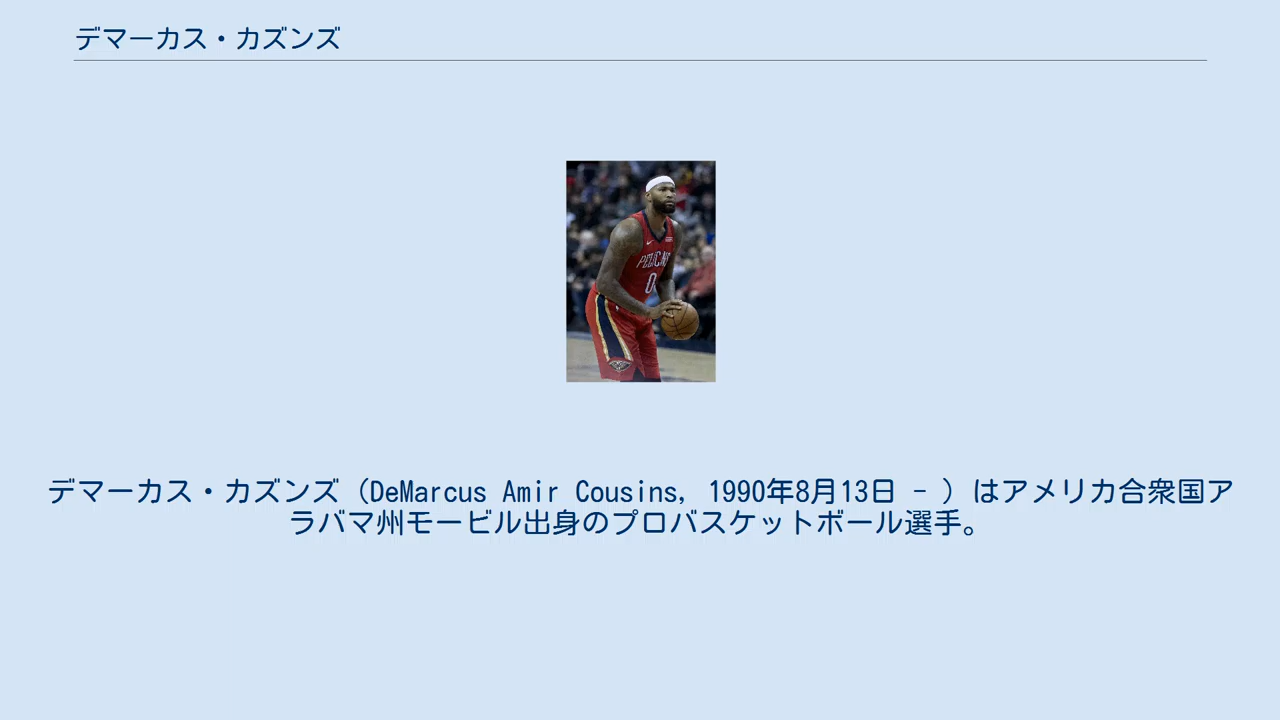 デマーカス・カズンズ
PELICANS
0
デマーカス・カズンズ（DeMarcus Amir Cousins, 1990年8月13日 - ）はアメリカ合衆国ア
ラバマ州モービル出身のプロバスケットボール選手。